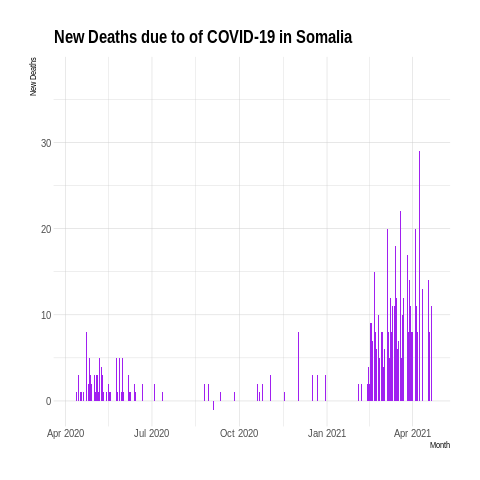 New Deaths due to of COVID-19 in Somalia
New Deaths
30
20
10
0
Apr 2020
Jul 2020
Oct 2020
Jan 2021
Apr 2021
Month